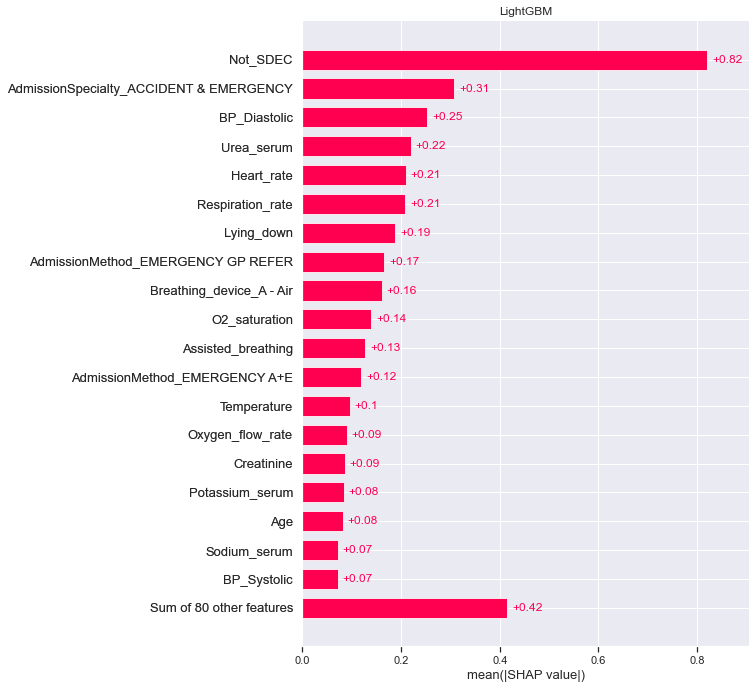 LightGBM
Not_SDEC +0.82
AdmissionSpecialty_ACCIDENT & EMERGENCY +0.31
BP_Diastolic +0.25
Urea_serum +0.22
Heart_rate +0.21
Respiration_rate +0.21
Lying_down +0.19
AdmissionMethod_EMERGENCY GP REFER +0.17
Breathing_device_A - Air +0.16
O2_saturation +0.14
Assisted_breathing +0.13
AdmissionMethod_EMERGENCY A+E +0.12
Temperature +0.1
Oxygen_flow_rate +0.09
Creatinine +0.09
Potassium_serum +0.08
Age +0.08
Sodium_serum +0.07
BP_Systolic +0.07
Sum of 80 other features +0.42
0.0 0.2 0.4 0.6 0.8
mean(|SHAP value|)